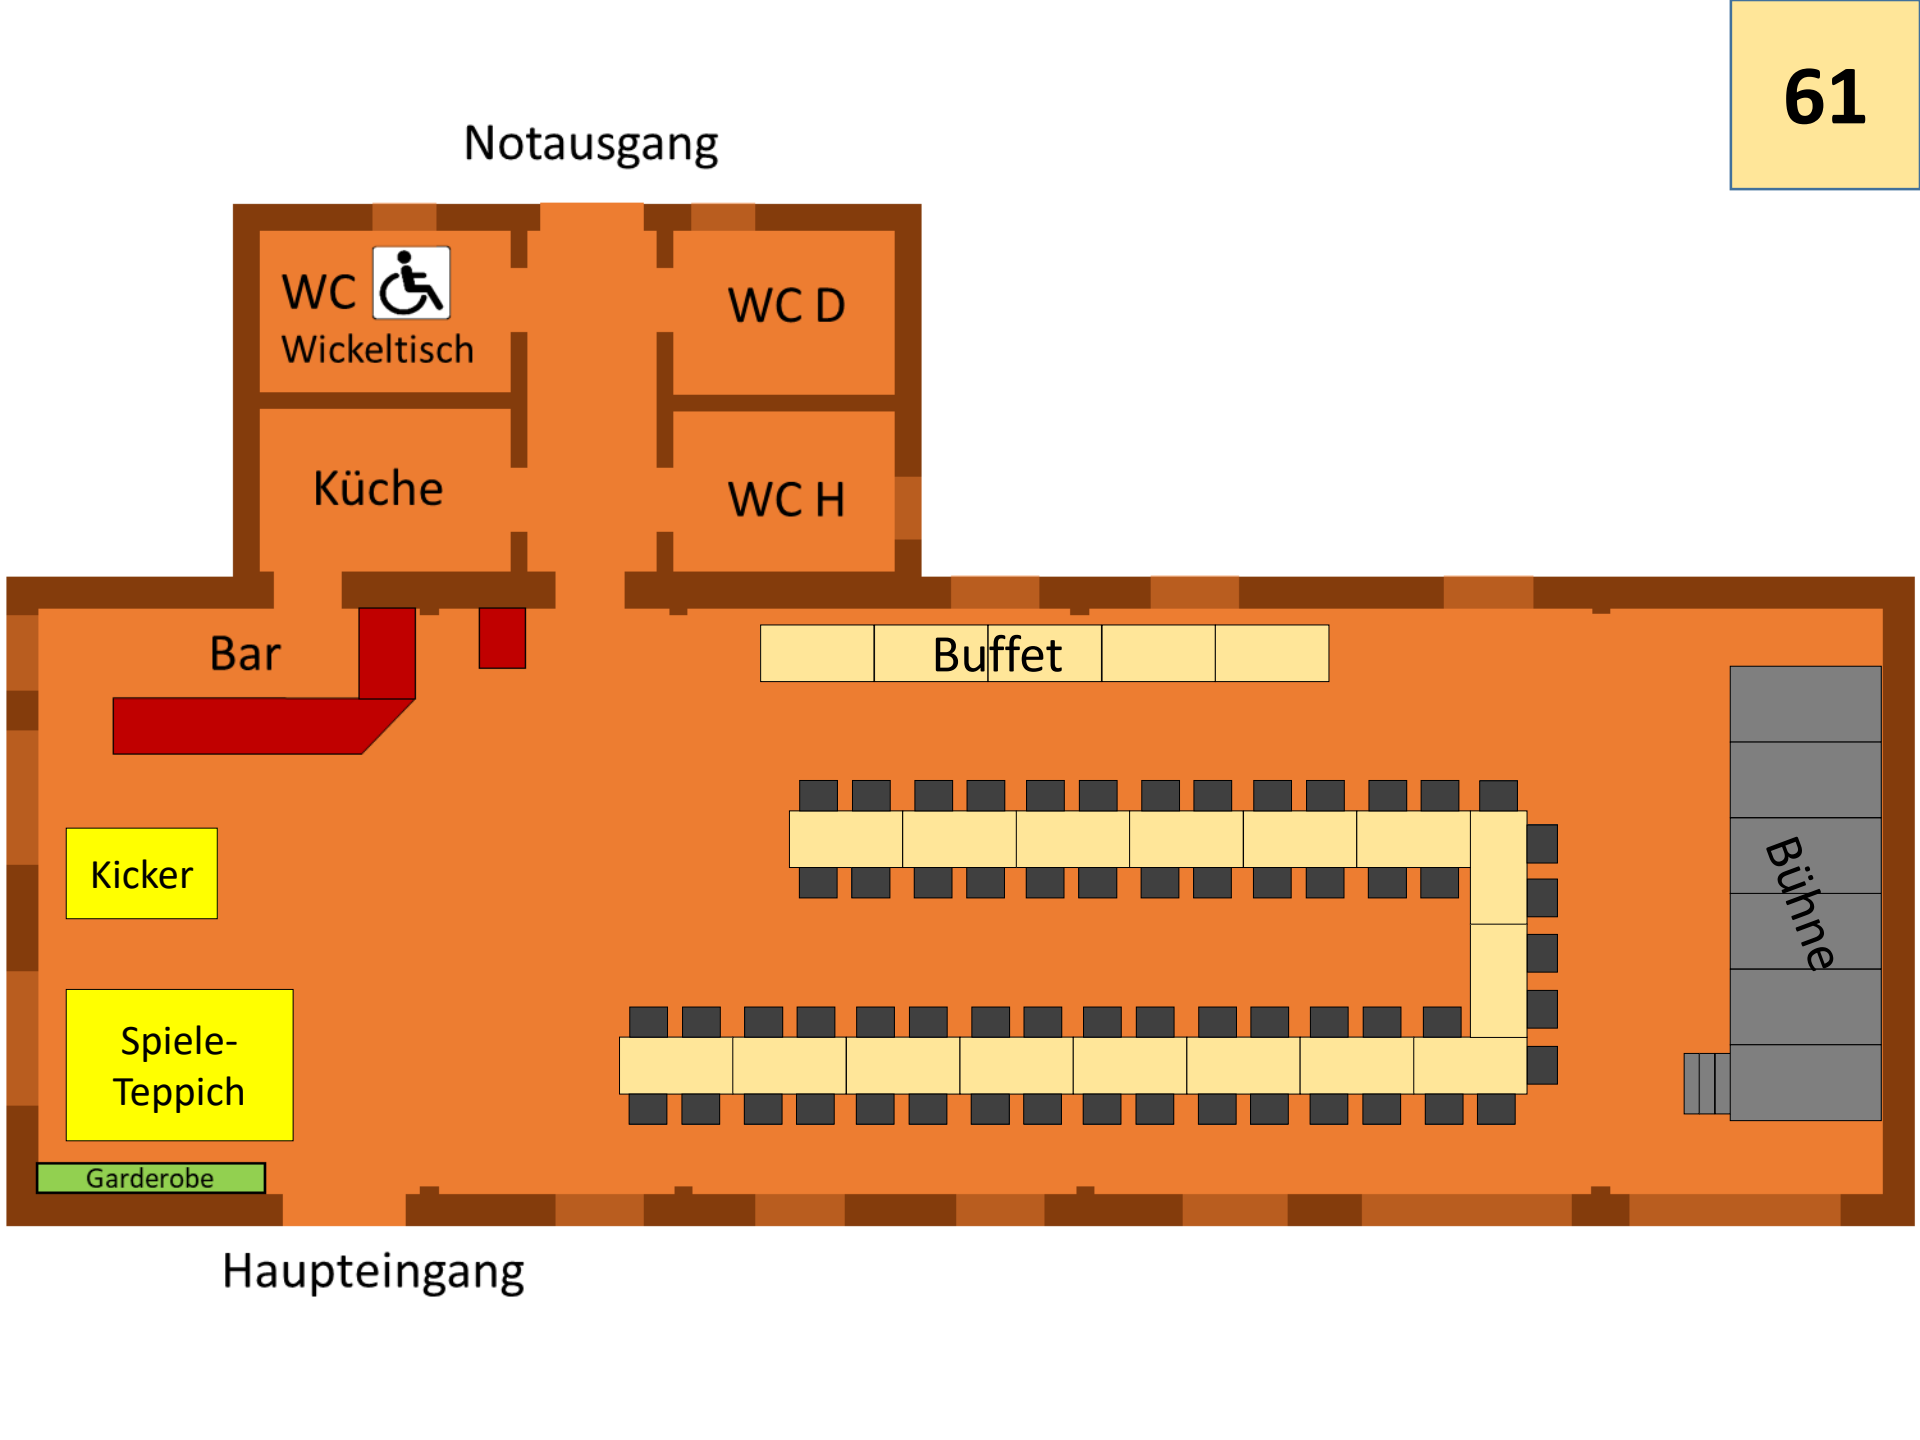 61
Notausgang
WC
Wickeltisch
WC D
Küche
WC H
Bar
Buffet
Kicker
Bühne
Spiele-
Teppich
Garderobe
Haupteingang